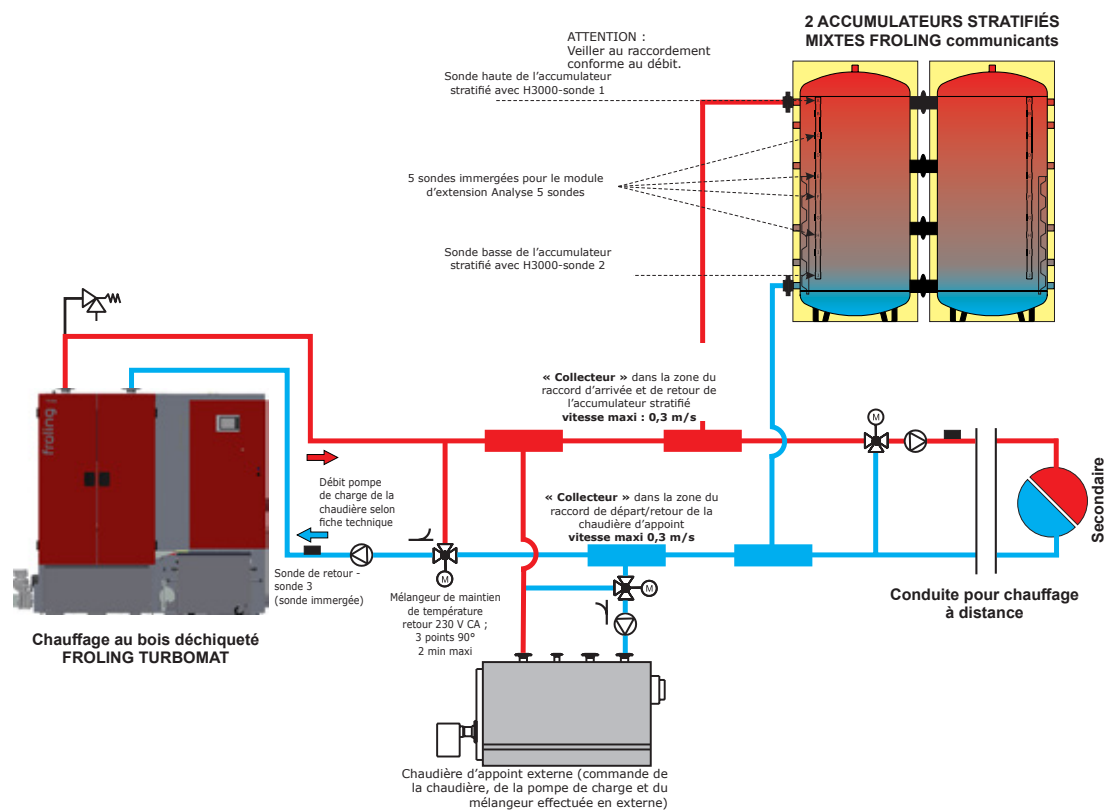 2 ACCUMULATEURS STRATIFIÉS
MIXTES FROLING communicants
ATTENTION :
Veiller au raccordement
conforme au débit.
Sonde haute de l’accumulateur
stratifié avec H3000-sonde 1
5 sondes immergées pour le module
d’extension Analyse 5 sondes
Sonde basse de l’accumulateur
stratifié avec H3000-sonde 2
« Collecteur » dans la zone du
raccord d’arrivée et de retour de
l’accumulateur stratifié
vitesse maxi : 0,3 m/s
froling
M
Débit pompe
de charge de la
chaudière selon
fiche technique
« Collecteur » dans la zone du
raccord de départ/retour de la
chaudière d’appoint
vitesse maxi 0,3 m/s
Secondaire
Sonde de retour -
sonde 3
(sonde immergée)
M
M
Mélangeur de maintien
de température
retour 230 V CA ;
3 points 90°
2 min maxi
Conduite pour chauffage
à distance
Chauffage au bois déchiqueté
FROLING TURBOMAT
Chaudière d’appoint externe (commande de
la chaudière, de la pompe de charge et du
mélangeur effectuée en externe)